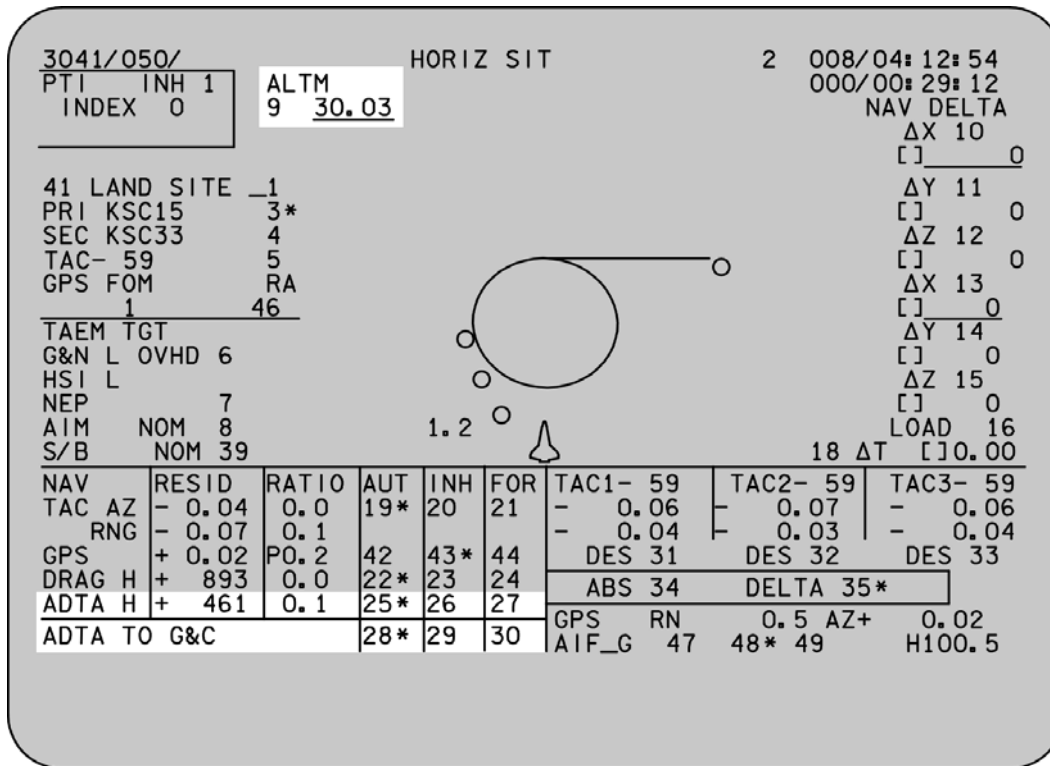 3041/050/ HORIZ SIT 2 008/04:12:54
000/00:29:12
PTI INH 1 ALTM
INDEX 0 9 30.03 NAV DELTA
ΔX 10
[] 0
41 LAND SITE _1 ΔY 11
PRI KSC15 3* [] 0
SEC KSC33 4 ΔZ 12
TAC- 59 5 [] 0
GPS FOM RA ΔX 13
1 46 [] 0
TAEM TGT ΔY 14
G&N L OVHD 6 [] 0
HSI L ΔZ 15
NEP 7 [] 0
AIM NOM 8 1.2 LOAD 16
S/B NOM 39 18 ΔT []0.00
NAV RESID RATIO AUT INH FOR TAC1- 59 TAC2- 59 TAC3- 59
TAC AZ - 0.04 0.0 19* 20 21 - 0.06 - 0.07 - 0.06
RNG - 0.07 0.1 - 0.04 - 0.03 - 0.04
GPS + 0.02 P0.2 42 43* 44 DES 31 DES 32 DES 33
DRAG H + 893 0.0 22* 23 24 ABS 34 DELTA 35*
ADTA H + 461 0.1 25* 26 27 GPS RN 0.5 AZ+ 0.02
ADTA TO G&C 28* 29 30 AIF_G 47 48* 49 H100.5